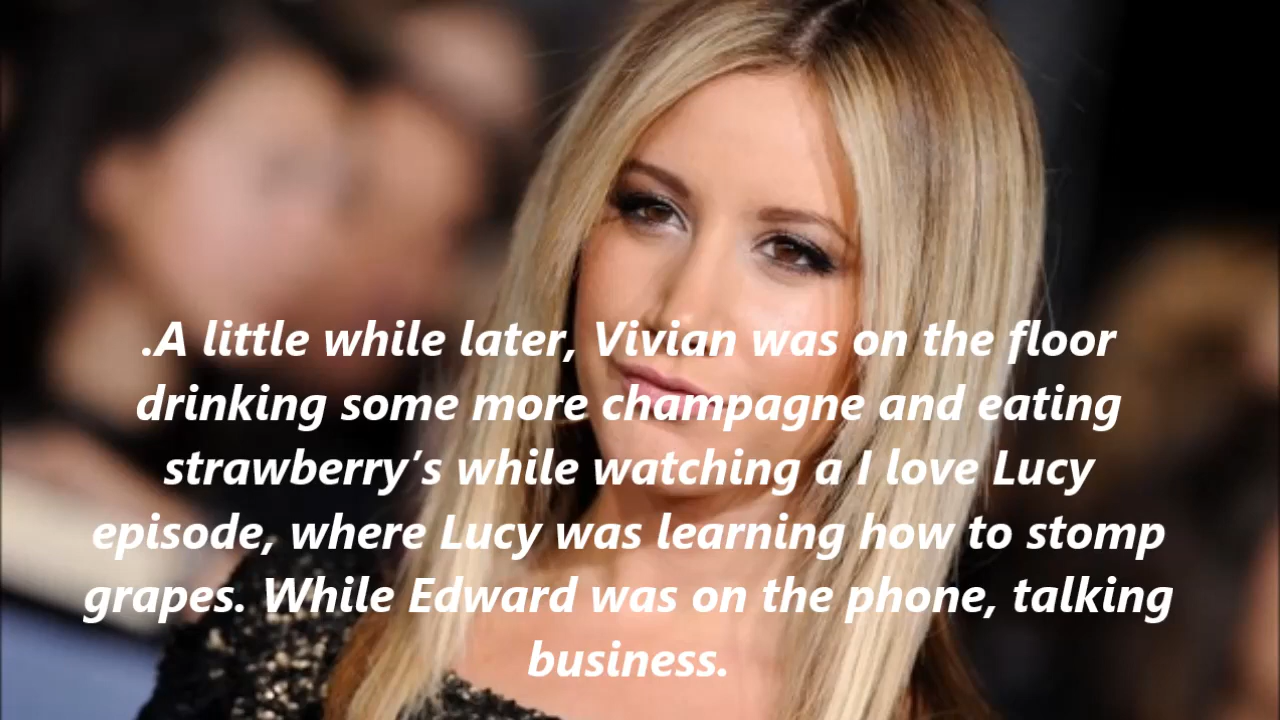 .A little while later, Vivian was on the floor
drinking some more champagne and eating
strawberry’s while watching a I love Lucy
episode, where Lucy was learning how to stomp
grapes. While Edward was on the phone, talking
business.